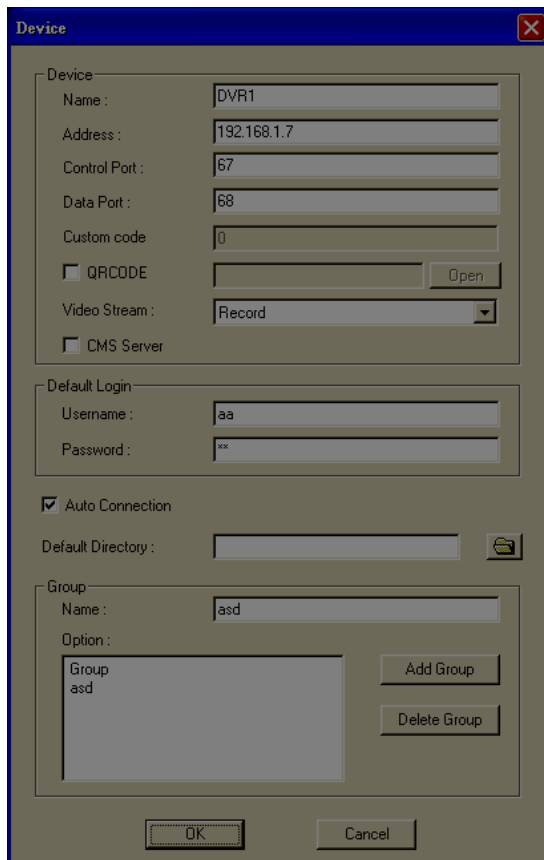 Device
Device
Name : DVR1
Address : 192.168.1.7
Control Port : 67
Data Port : 68
Custom code 0
QRCODE Open
Video Stream : Record
CMS Server
Default Login
Username : aa
Password : **
Auto Connection
Default Directory :
Group
Name : asd
Option :
Group Add Group
asd
Delete Group
OK Cancel